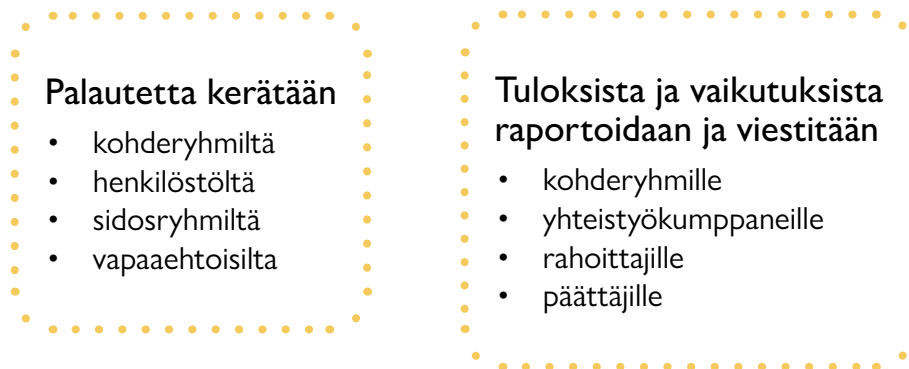 Palautetta kerätään
• kohderyhmiltä
• henkilöstöltä
• sidosryhmiltä
• vapaaehtoisilta
Tuloksista ja vaikutuksista
raportoidaan ja viestitään
• kohderyhmille
• yhteistyökumppaneille
• rahoittajille
• päättäjille